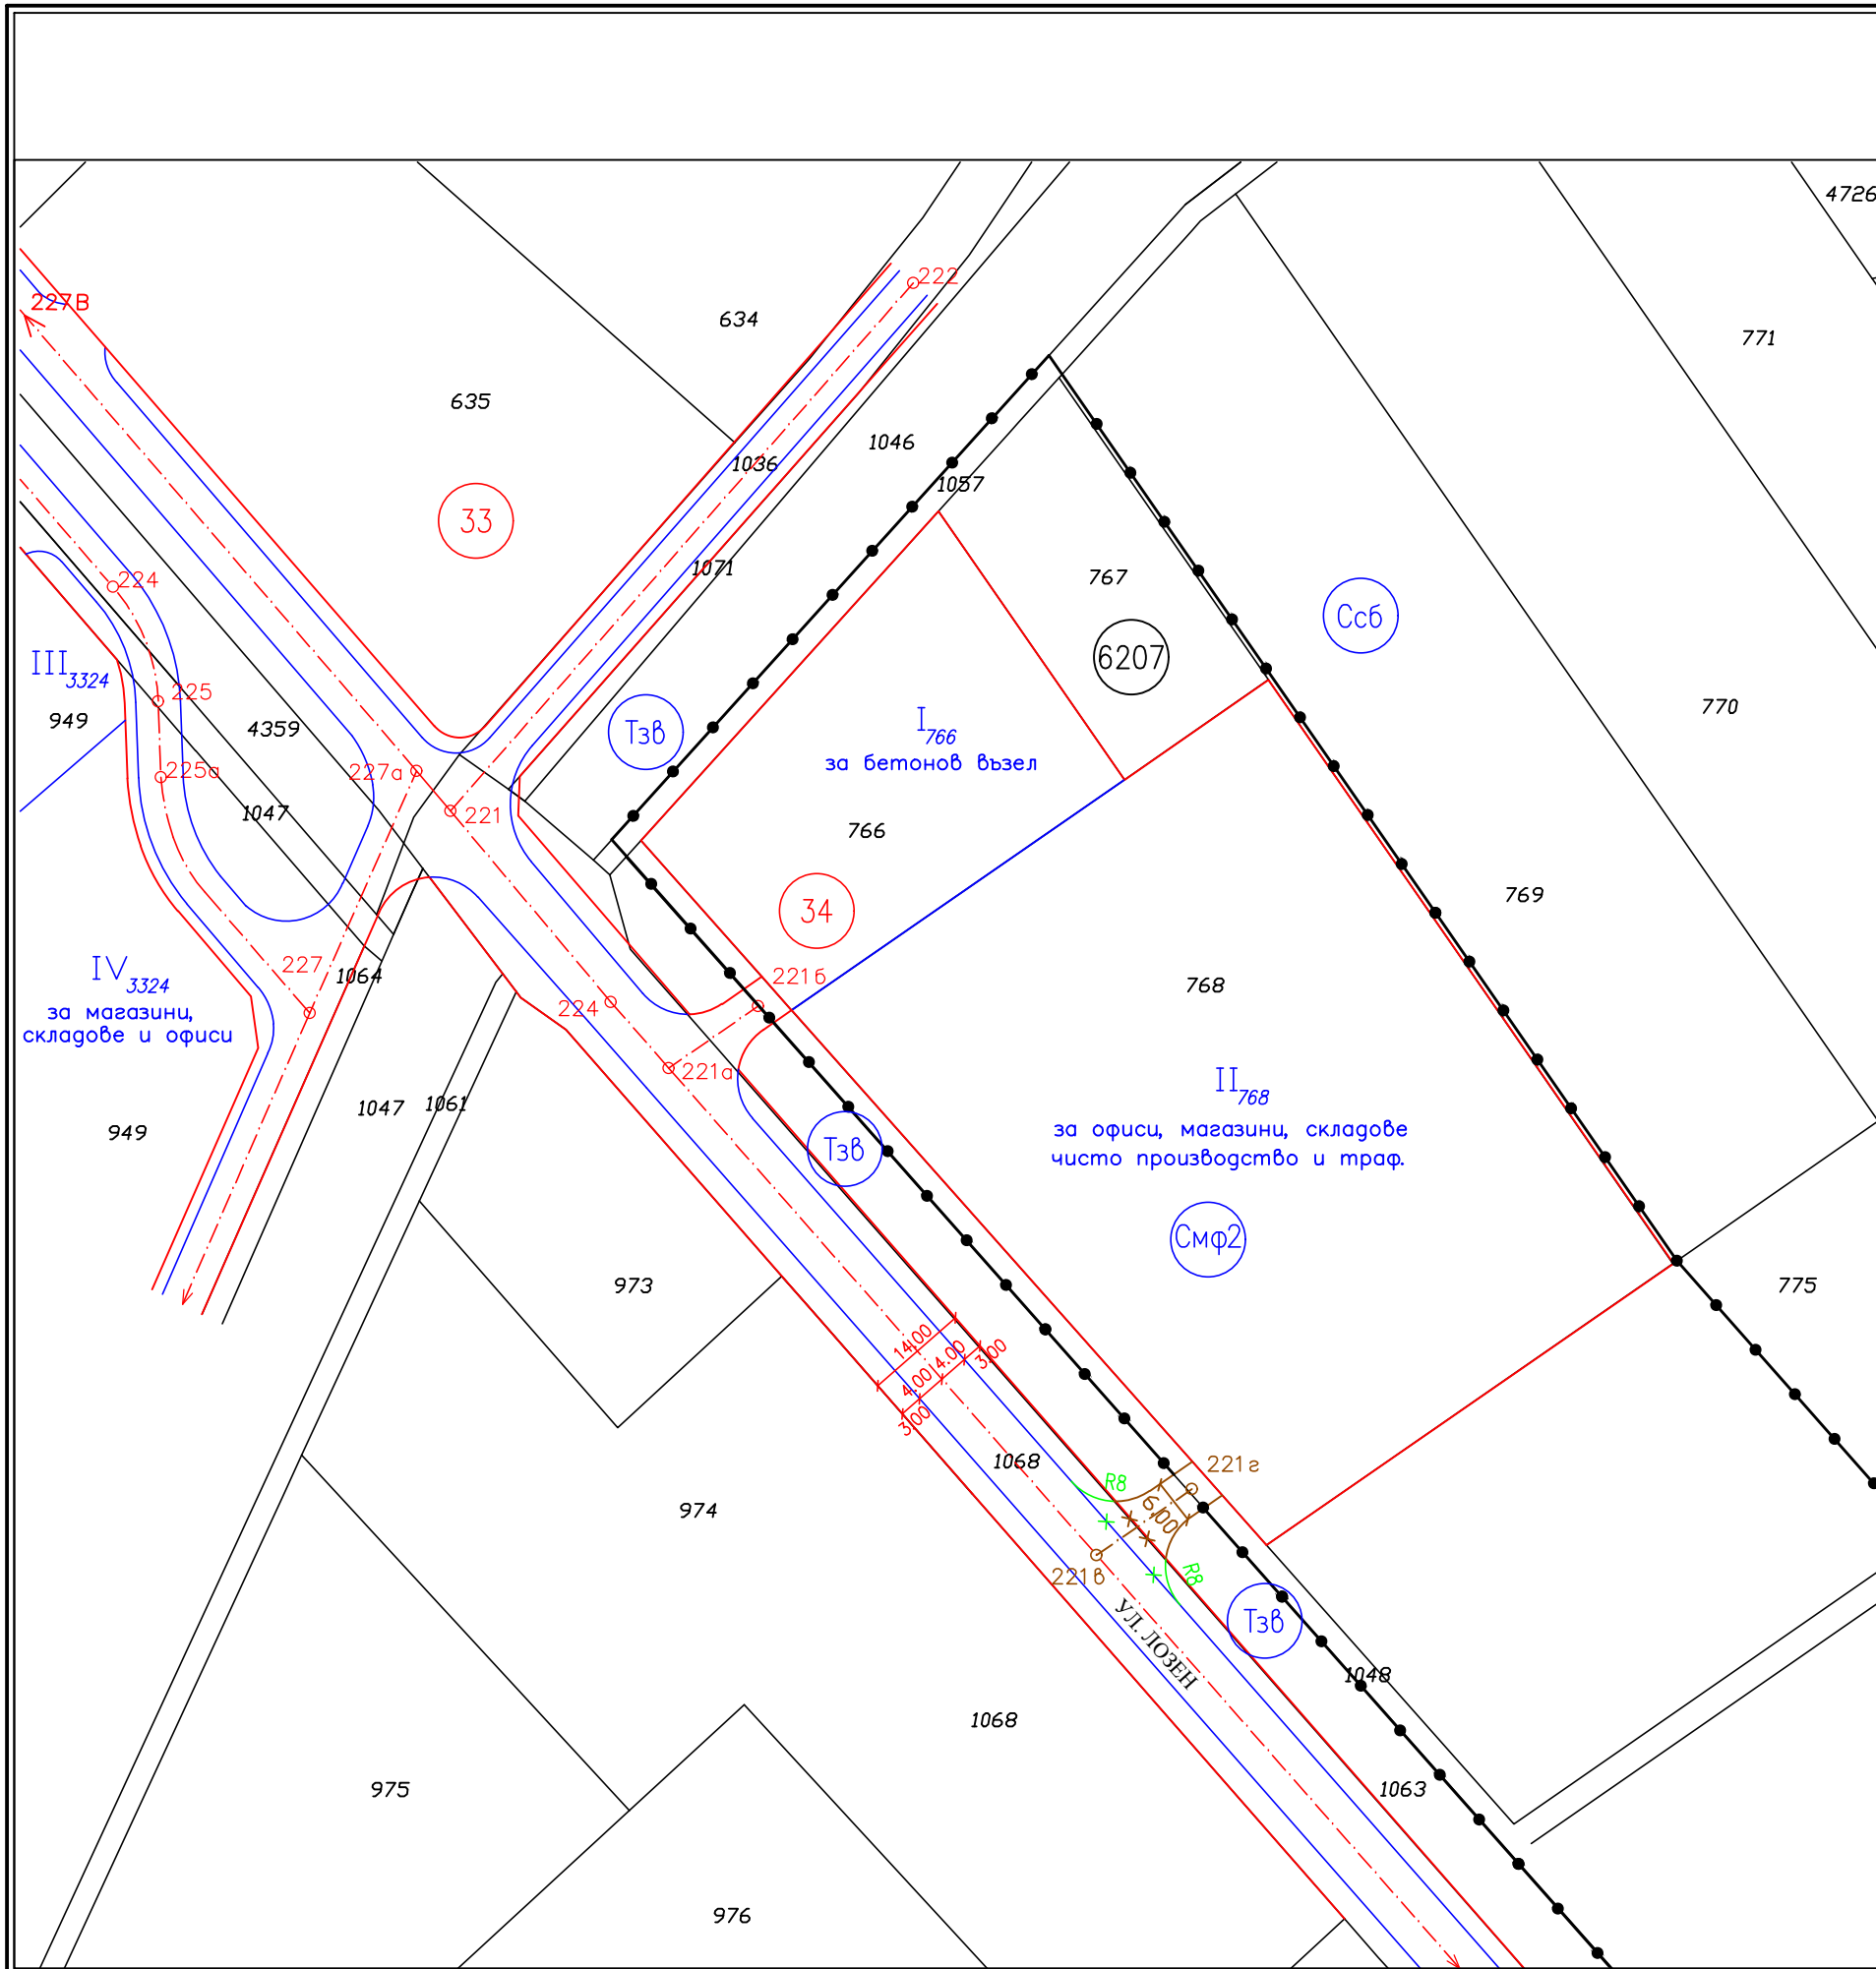 4726
222
227В
634
771
635
1046
1036
1057
33
1071
767
224
Ссб
6207
III3324
225
770
949
I766
4359
Тзв
за бетонов възел
227а
225а
1047
221
766
769
34
IV3324
227
1064
221б
768
за магазини,
224
складове и офиси
221а
II768
1047
1061
949
за офиси, магазини, складове
Тзв
чисто производство и траф.
Смф2
973
775
14.00
4.00
4.00
3.00
3.00
1068
221г
R8
974
6,00
221в
R8
УЛ. ЛОЗЕН
Тзв
1048
1068
975
1063
976